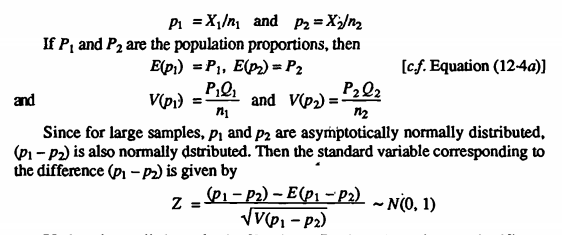 p₁ = X₁/n₁ and p₂ = X₂/n₂
If P₁ and P₂ are the population proportions, then
E(p₁) = P₁, E(p₂) = P₂ [c.f. Equation (12·4a)]
and V(p₁) = P₁Q₁/n₁ and V(p₂) = P₂Q₂/n₂
Since for large samples, p₁ and p₂ are asymptotically normally distributed,
(p₁ – p₂) is also normally dstributed. Then the standard variable corresponding to
the difference (p₁ – p₂) is given by
Z = (p₁ – p₂) – E(p₁ – p₂) / √V(p₁ – p₂) ~ N(0, 1)